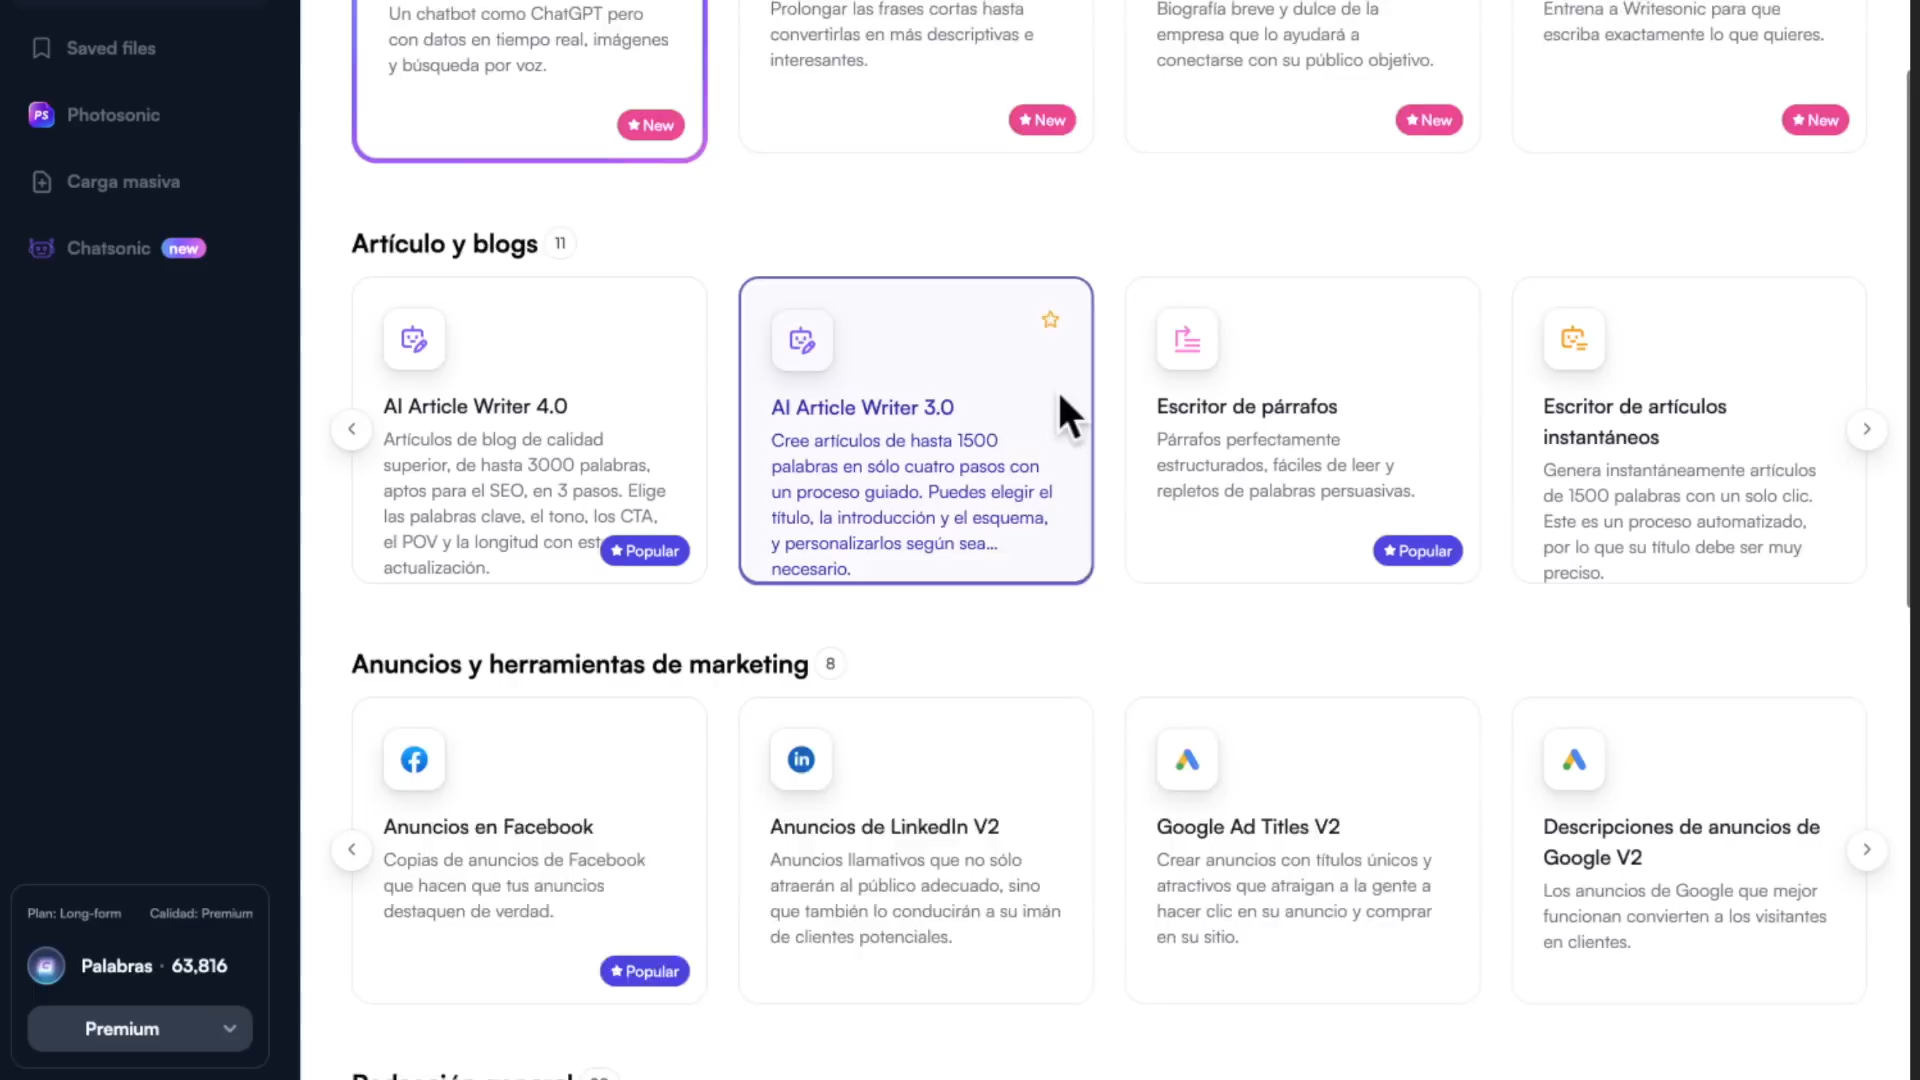 Saved files
PS Photosonic
Carga masiva
Chatsonic new
Plan: Long-form Calidad: Premium
Palabras · 63,816
Premium
Un chatbot como ChatGPT pero
con datos en tiempo real, imágenes
y búsqueda por voz.
New
Prolongar las frases cortas hasta
convertirlas en más descriptivas e
interesantes.
New
Biografía breve y dulce de la
empresa que lo ayudará a
conectarse con su público objetivo.
New
Entrena a Writesonic para que
escriba exactamente lo que quieres.
New
Artículo y blogs 11
AI Article Writer 4.0
Artículos de blog de calidad
superior, de hasta 3000 palabras,
aptos para el SEO, en 3 pasos. Elige
las palabras clave, el tono, los CTA,
el POV y la longitud con
actualización.
Popular
AI Article Writer 3.0
Cree artículos de hasta 1500
palabras en sólo cuatro pasos con
un proceso guiado. Puedes elegir el
título, la introducción y el esquema,
y personalizarlos según sea...
necesario.
Escritor de párrafos
Párrafos perfectamente
estructurados, fáciles de leer y
repletos de palabras persuasivas.
Popular
Escritor de artículos
instantáneos
Genera instantáneamente artículos
de 1500 palabras con un solo clic.
Este es un proceso automatizado,
por lo que su título debe ser muy
preciso.
Anuncios y herramientas de marketing 8
Anuncios en Facebook
Copias de anuncios de Facebook
que hacen que tus anuncios
destaquen de verdad.
Popular
in
Anuncios de LinkedIn V2
Anuncios llamativos que no sólo
atraerán al público adecuado, sino
que también lo conducirán a su imán
de clientes potenciales.
Google Ad Titles V2
Crear anuncios con títulos únicos y
atractivos que atraigan a la gente a
hacer clic en su anuncio y comprar
en su sitio.
Descripciones de anuncios de
Google V2
Los anuncios de Google que mejor
funcionan convierten a los visitantes
en clientes.